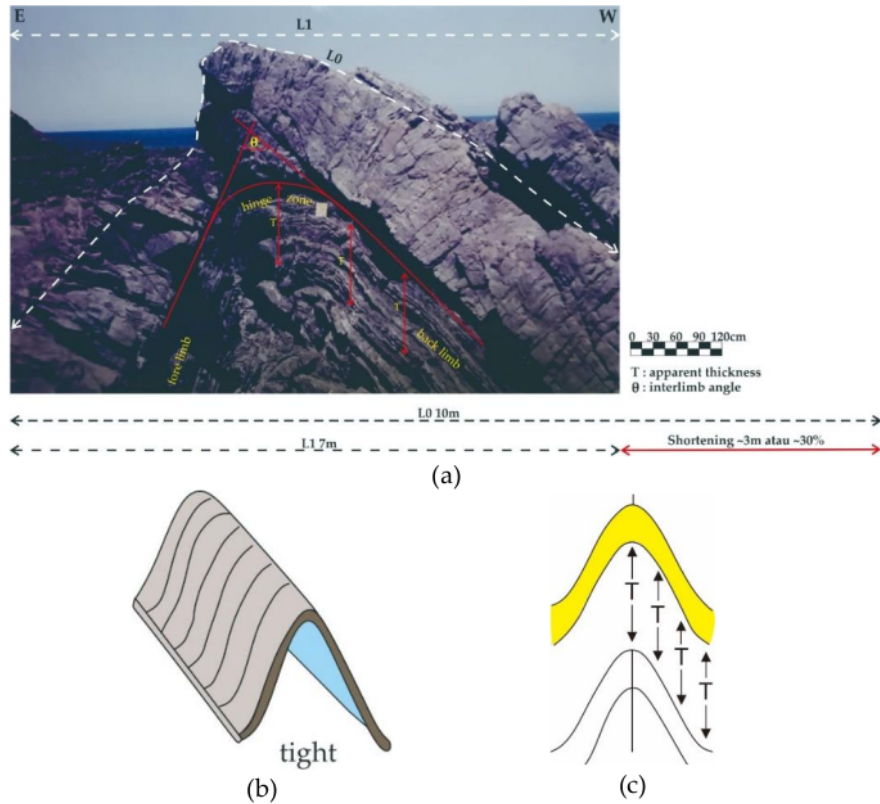 E
W
L1
L0
θ
hinge zone
T
T
T
fore limb
back limb
0 30 60 90 120cm
T : apparent thickness
θ : interlimb angle
L0 10m
L1 7m
Shortening ~3m atau ~30%
(a)
tight
T
T
T
T
(b)
(c)